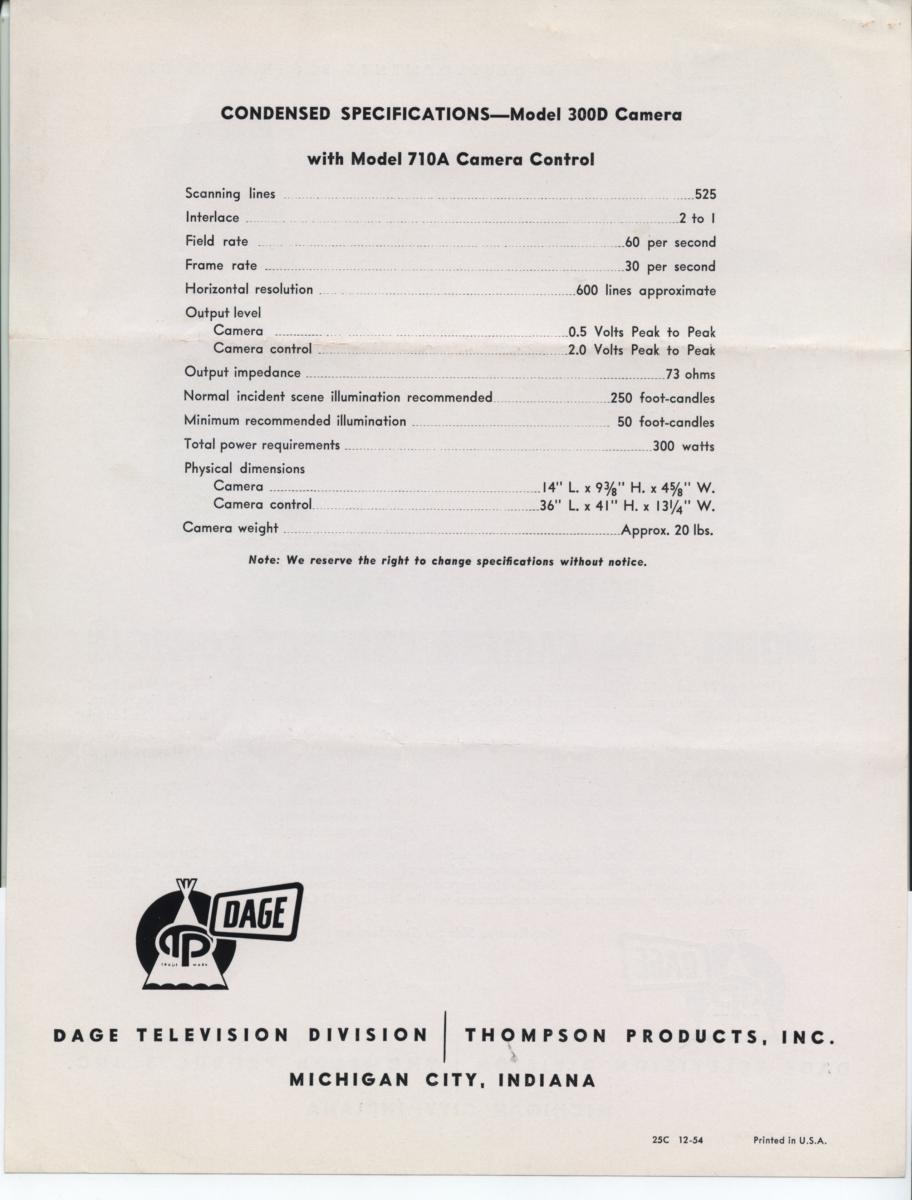 CONDENSED SPECIFICATIONS—Model 300D Camera
with Model 710A Camera Control
Scanning lines 525
Interlace 2 to 1
Field rate 60 per second
Frame rate 30 per second
Horizontal resolution 600 lines approximate
Output level
Camera 0.5 Volts Peak to Peak
Camera control 2.0 Volts Peak to Peak
Output impedance 73 ohms
Normal incident scene illumination recommended 250 foot-candles
Minimum recommended illumination 50 foot-candles
Total power requirements 300 watts
Physical dimensions
Camera 14" L. x 9⅜" H. x 4⅝" W.
Camera control 36" L. x 41" H. x 13¼" W.
Camera weight Approx. 20 lbs.
Note: We reserve the right to change specifications without notice.
DAGE
TP
TRADE MARK
DAGE TELEVISION DIVISION | THOMPSON PRODUCTS, INC.
MICHIGAN CITY, INDIANA
25C 12-54 Printed in U.S.A.